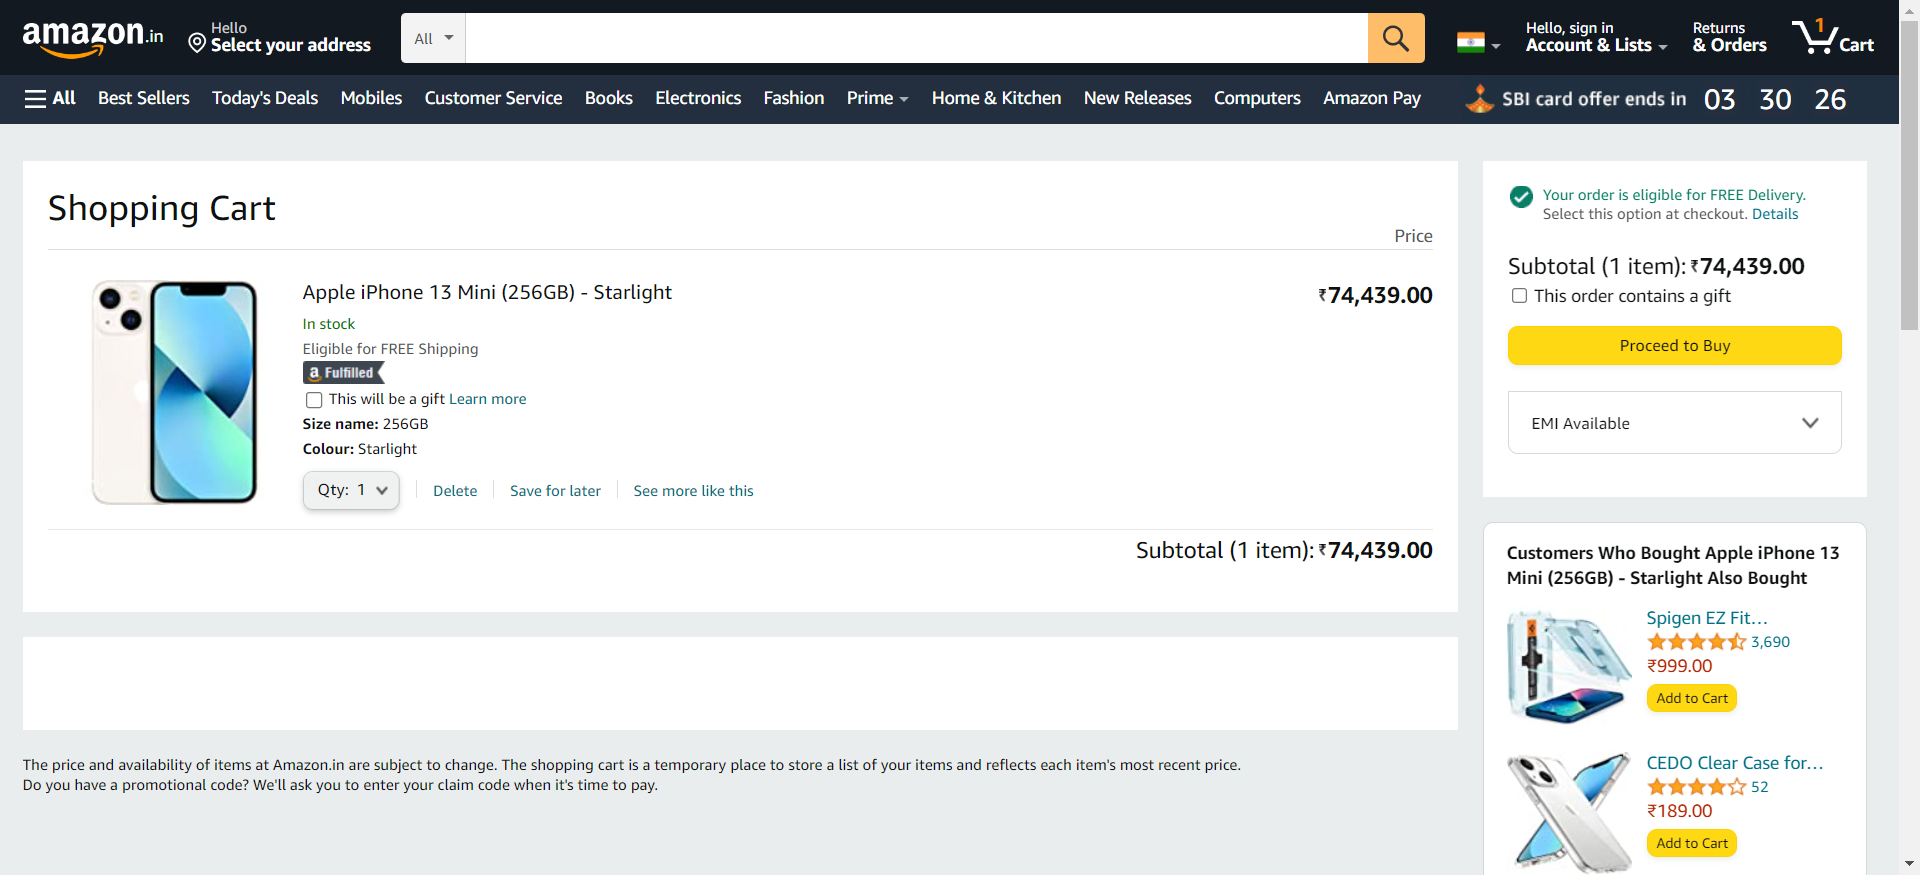 amazon.in
Hello
Select your address
All
Hello, sign in
Account & Lists
Returns
& Orders
1
Cart
All
Best Sellers
Today's Deals
Mobiles
Customer Service
Books
Electronics
Fashion
Prime
Home & Kitchen
New Releases
Computers
Amazon Pay
SBI card offer ends in 03 30 26
Shopping Cart
Price
Apple iPhone 13 Mini (256GB) - Starlight
₹74,439.00
In stock
Eligible for FREE Shipping
a Fulfilled
This will be a gift Learn more
Size name: 256GB
Colour: Starlight
Qty: 1
Delete
Save for later
See more like this
Subtotal (1 item): ₹74,439.00
The price and availability of items at Amazon.in are subject to change. The shopping cart is a temporary place to store a list of your items and reflects each item's most recent price.
Do you have a promotional code? We'll ask you to enter your claim code when it's time to pay.
Your order is eligible for FREE Delivery.
Select this option at checkout. Details
Subtotal (1 item): ₹74,439.00
This order contains a gift
Proceed to Buy
EMI Available
Customers Who Bought Apple iPhone 13
Mini (256GB) - Starlight Also Bought
Spigen EZ Fit…
3,690
₹999.00
Add to Cart
CEDO Clear Case for…
52
₹189.00
Add to Cart